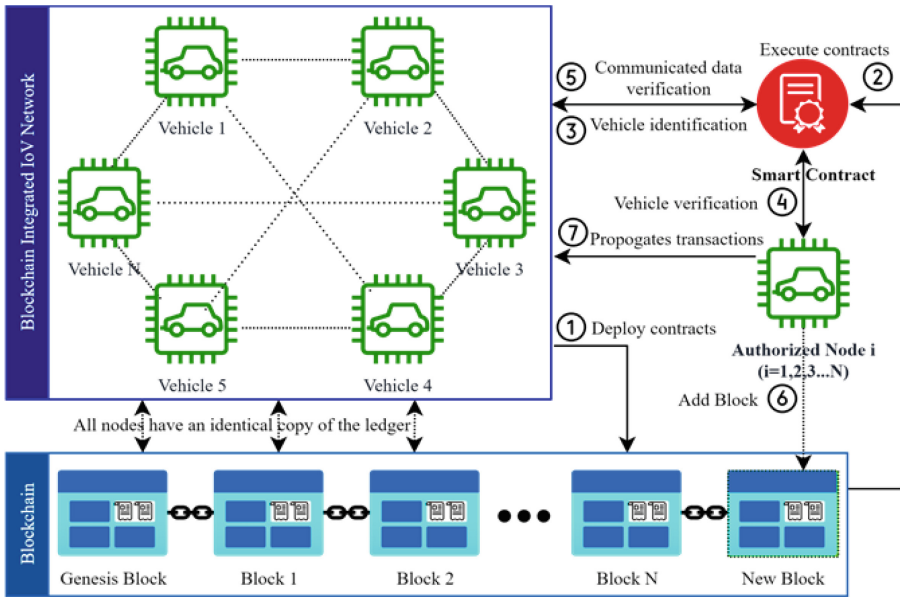 Blockchain Integrated IoV Network
Vehicle 1
Vehicle 2
Vehicle N
Vehicle 3
Vehicle 5
Vehicle 4
Execute contracts
2
5
Communicated data
verification
3
Vehicle identification
Smart Contract
Vehicle verification
4
7
Propogates transactions
1
Deploy contracts
Authorized Node i
(i=1,2,3...N)
Add Block
6
All nodes have an identical copy of the ledger
Blockchain
Genesis Block
Block 1
Block 2
Block N
New Block